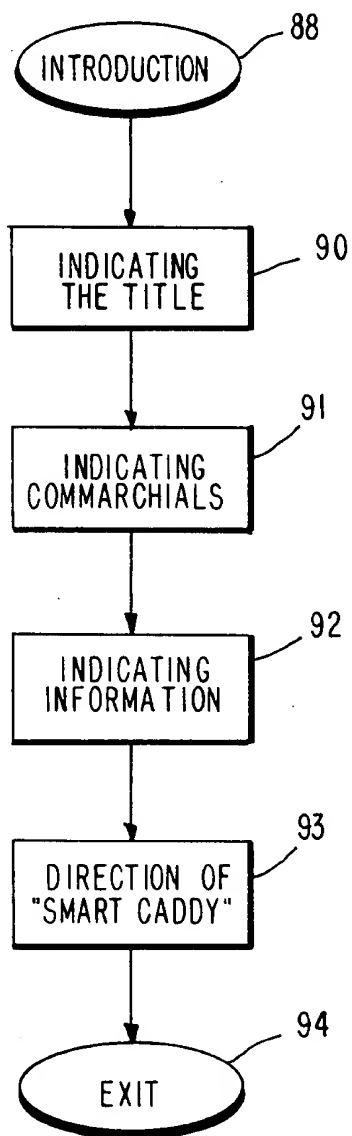 88
INTRODUCTION
90
INDICATING
THE TITLE
91
INDICATING
COMMARCHIALS
92
INDICATING
INFORMATION
93
DIRECTION OF
"SMART CADDY"
94
EXIT